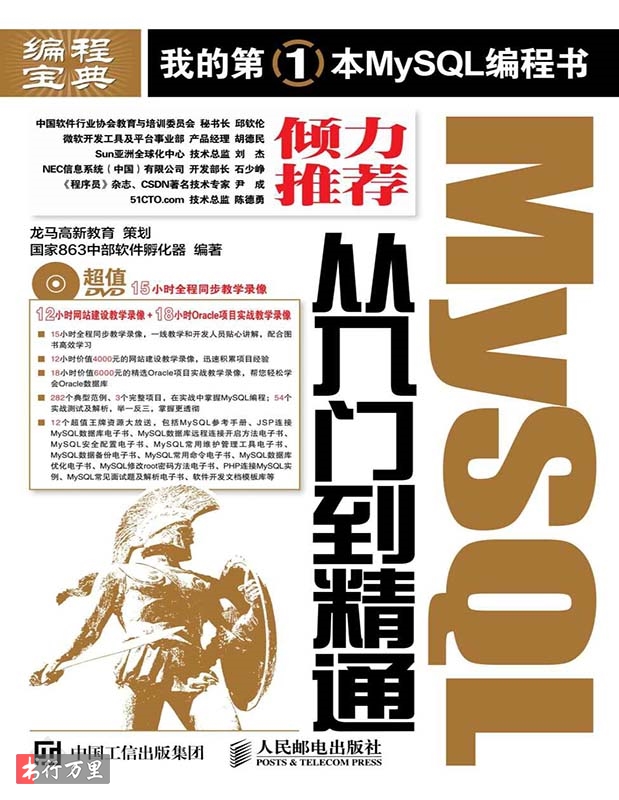 编程
宝典
我的第1本MySQL编程书
中国软件行业协会教育与培训委员会 秘书长 邱钦伦
微软开发工具及平台事业部 产品经理 胡德民
Sun亚洲全球化中心 技术总监 刘 杰
NEC信息系统（中国）有限公司 开发部长 石少峥
《程序员》杂志、CSDN著名技术专家 尹 成
51CTO.com 技术总监 陈德勇
倾力
推荐
龙马高新教育 策划
国家863中部软件孵化器 编著
超值
DVD
15小时全程同步教学录像
12小时网站建设教学录像 + 18小时Oracle项目实战教学录像
15小时全程同步教学录像，一线教学和开发人员贴心讲解，配合图
书高效学习
12小时价值4000元的网站建设教学录像，迅速积累项目经验
18小时价值6000元的精选Oracle项目实战教学录像，帮您轻松学
会Oracle数据库
282个典型范例、3个完整项目，在实战中掌握MySQL编程；54个
实战测试及解析，举一反三，掌握更透彻
12个超值王牌资源大放送，包括MySQL参考手册、JSP连接
MySQL数据库电子书、MySQL数据库远程连接开启方法电子书、
MySQL安全配置电子书、MySQL常用维护管理工具电子书、
MySQL数据备份电子书、MySQL常用命令电子书、MySQL数据库
优化电子书、MySQL修改root密码方法电子书、PHP连接MySQL实
例、MySQL常见面试题及解析电子书、软件开发文档模板库等
从入门到精通
MySQL
中国工信出版集团
人民邮电出版社
POSTS & TELECOM PRESS
书行万里